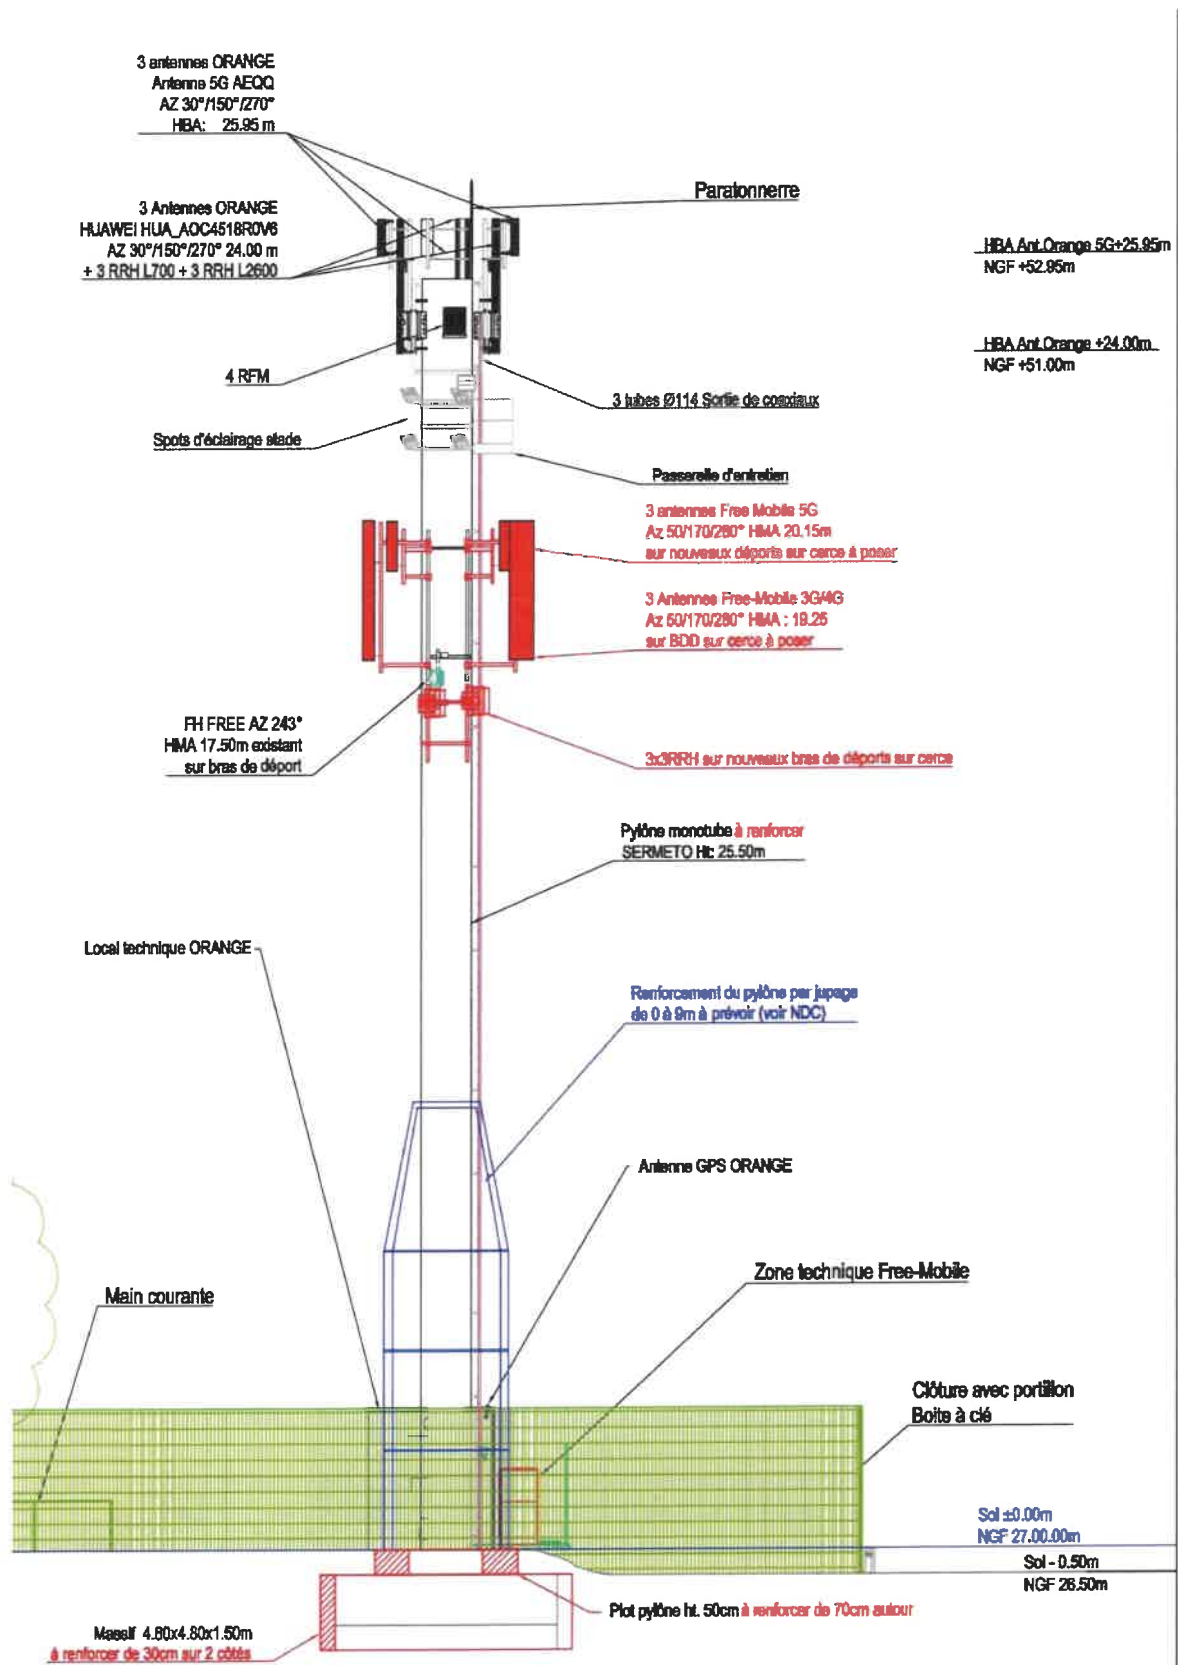 3 antennes ORANGE
Antenne 5G AEQQ
AZ 30°/150°/270°
HBA: 25.95 m
Paratonnerre
3 Antennes ORANGE
HUAWEI HUA_AOC4518R0V6
AZ 30°/150°/270° 24.00 m
+ 3 RRH L700 + 3 RRH L2600
HBA Ant.Orange 5G+25.95m
NGF +52.95m
HBA Ant.Orange +24.00m
NGF +51.00m
4 RFM
3 tubes Ø114 Sortie de coaxiaux
Spots d'éclairage stade
Passerelle d'entretien
3 antennes Free Mobile 5G
Az 50/170/280° HMA 20.15m
sur nouveaux déports sur cerce à poser
3 Antennes Free-Mobile 3G/4G
Az 50/170/280° HMA : 19.25
sur BDD sur cerce à poser
FH FREE AZ 243°
HMA 17.50m existant
sur bras de déport
3x3RRH sur nouveaux bras de déports sur cerce
Pylône monotube à renforcer
SERMETO Ht: 25.50m
Local technique ORANGE
Renforcement du pylône par jupage
de 0 à 9m à prévoir (voir NDC)
Antenne GPS ORANGE
Zone technique Free-Mobile
Main courante
Clôture avec portillon
Boite à clé
Sol ±0.00m
NGF 27.00.00m
Sol - 0.50m
NGF 26.50m
Plot pylône ht. 50cm à renforcer de 70cm autour
Massif 4.80x4.80x1.50m
à renforcer de 30cm sur 2 côtés